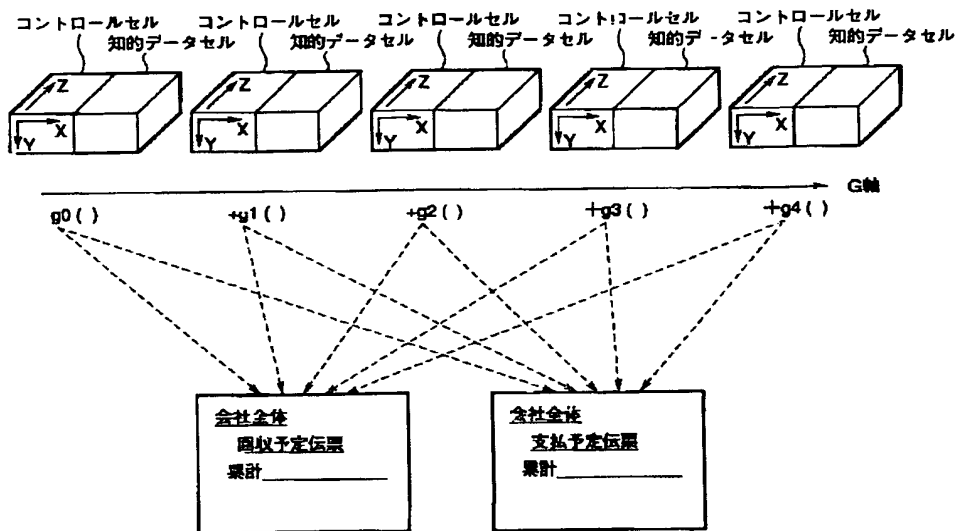 コントロールセル コントロールセル コントロールセル コントロールセル コントロールセル
知的データセル 知的データセル 知的データセル 知的データセル 知的データセル
Z Z Z Z Z
X X X X X
Y Y Y Y Y
G軸
g0 ( ) +g1 ( ) +g2 ( ) +g3 ( ) +g4 ( )
会社全体 会社全体
回収予定伝票 支払予定伝票
累計 累計